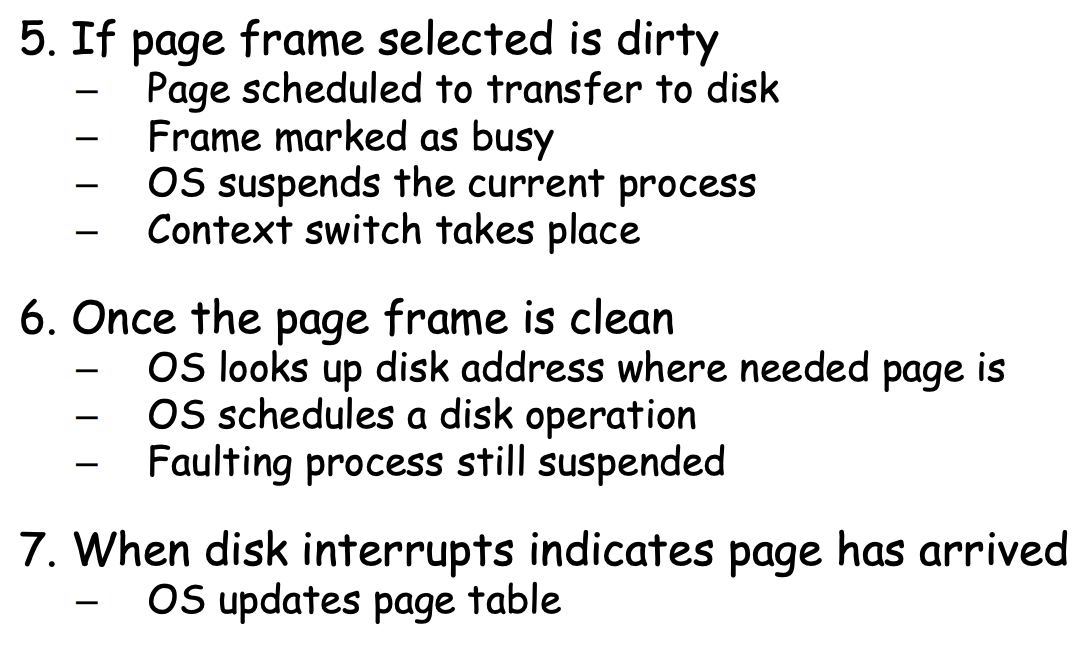 5. If page frame selected is dirty
– Page scheduled to transfer to disk
– Frame marked as busy
– OS suspends the current process
– Context switch takes place
6. Once the page frame is clean
– OS looks up disk address where needed page is
– OS schedules a disk operation
– Faulting process still suspended
7. When disk interrupts indicates page has arrived
– OS updates page table